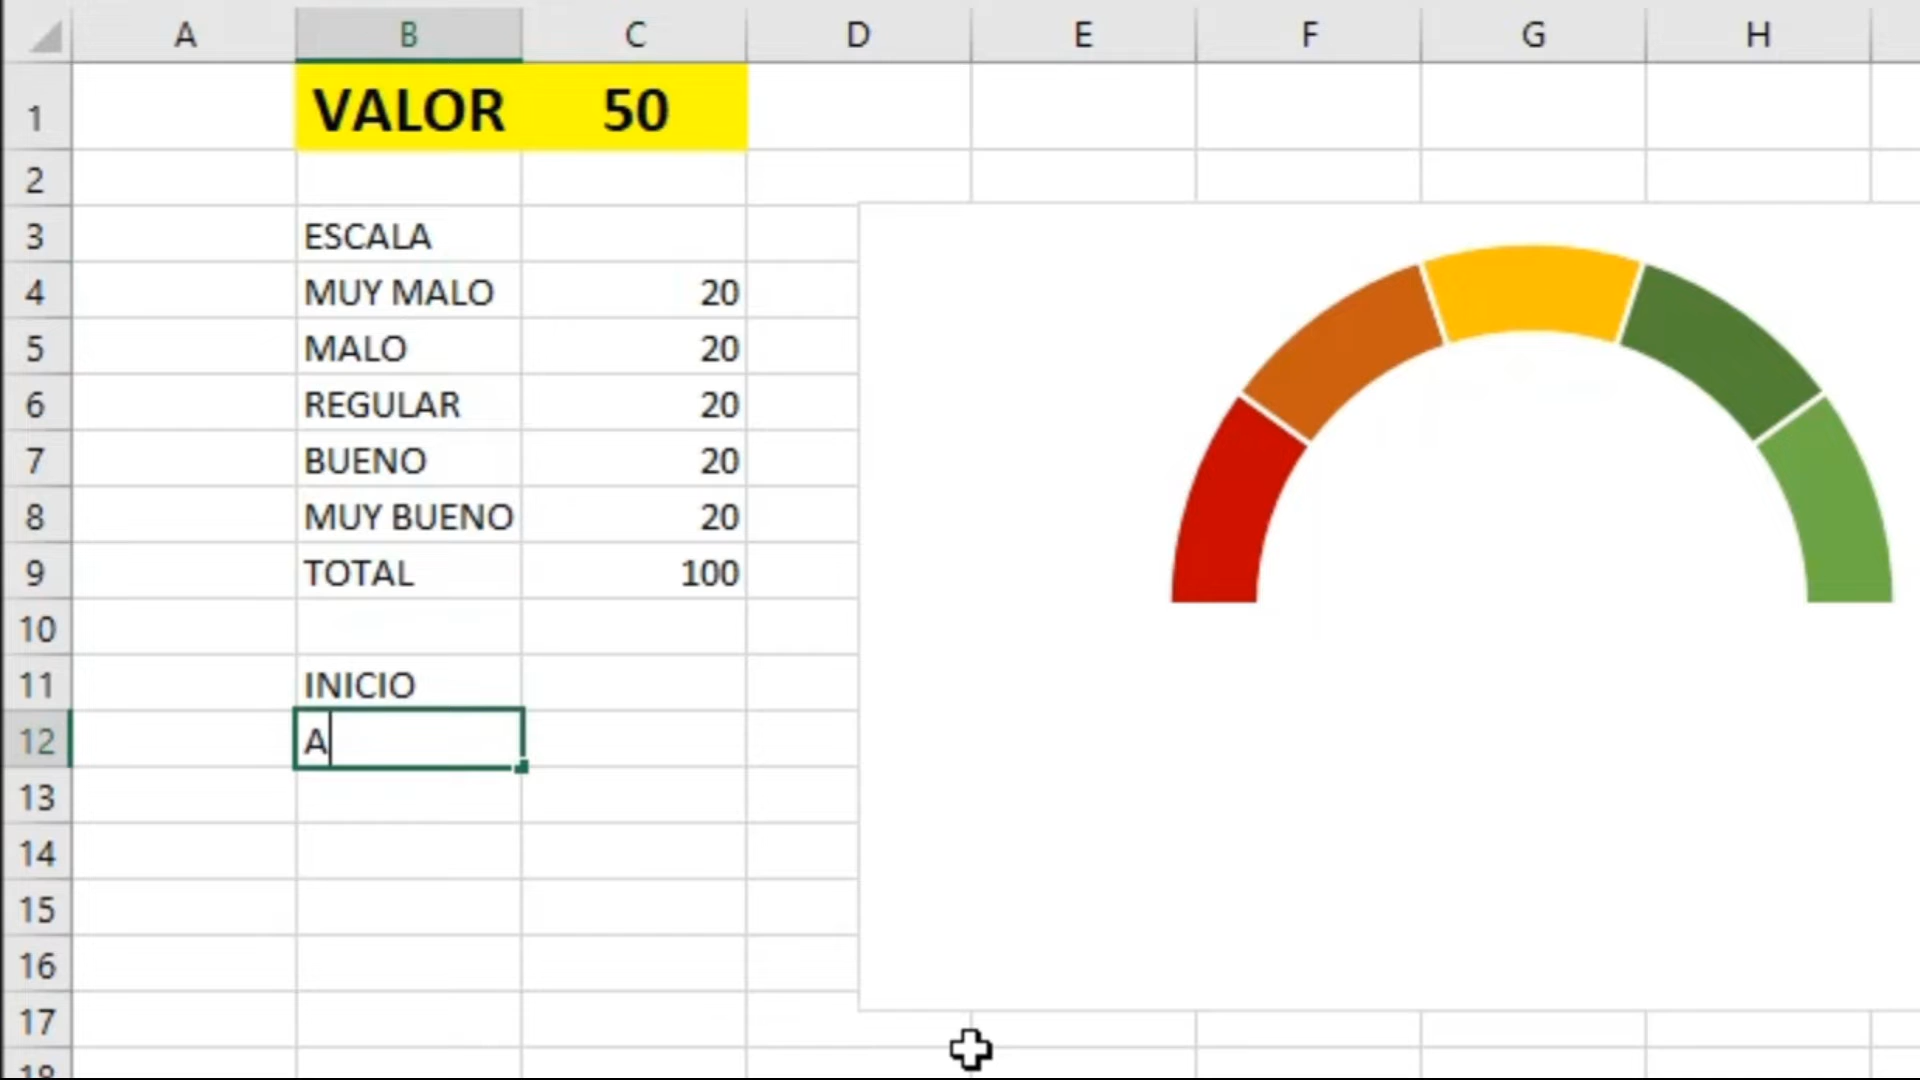 A B C D E F G H
1 VALOR 50
2
3 ESCALA
4 MUY MALO 20
5 MALO 20
6 REGULAR 20
7 BUENO 20
8 MUY BUENO 20
9 TOTAL 100
10
11 INICIO
12 A
13
14
15
16
17
18